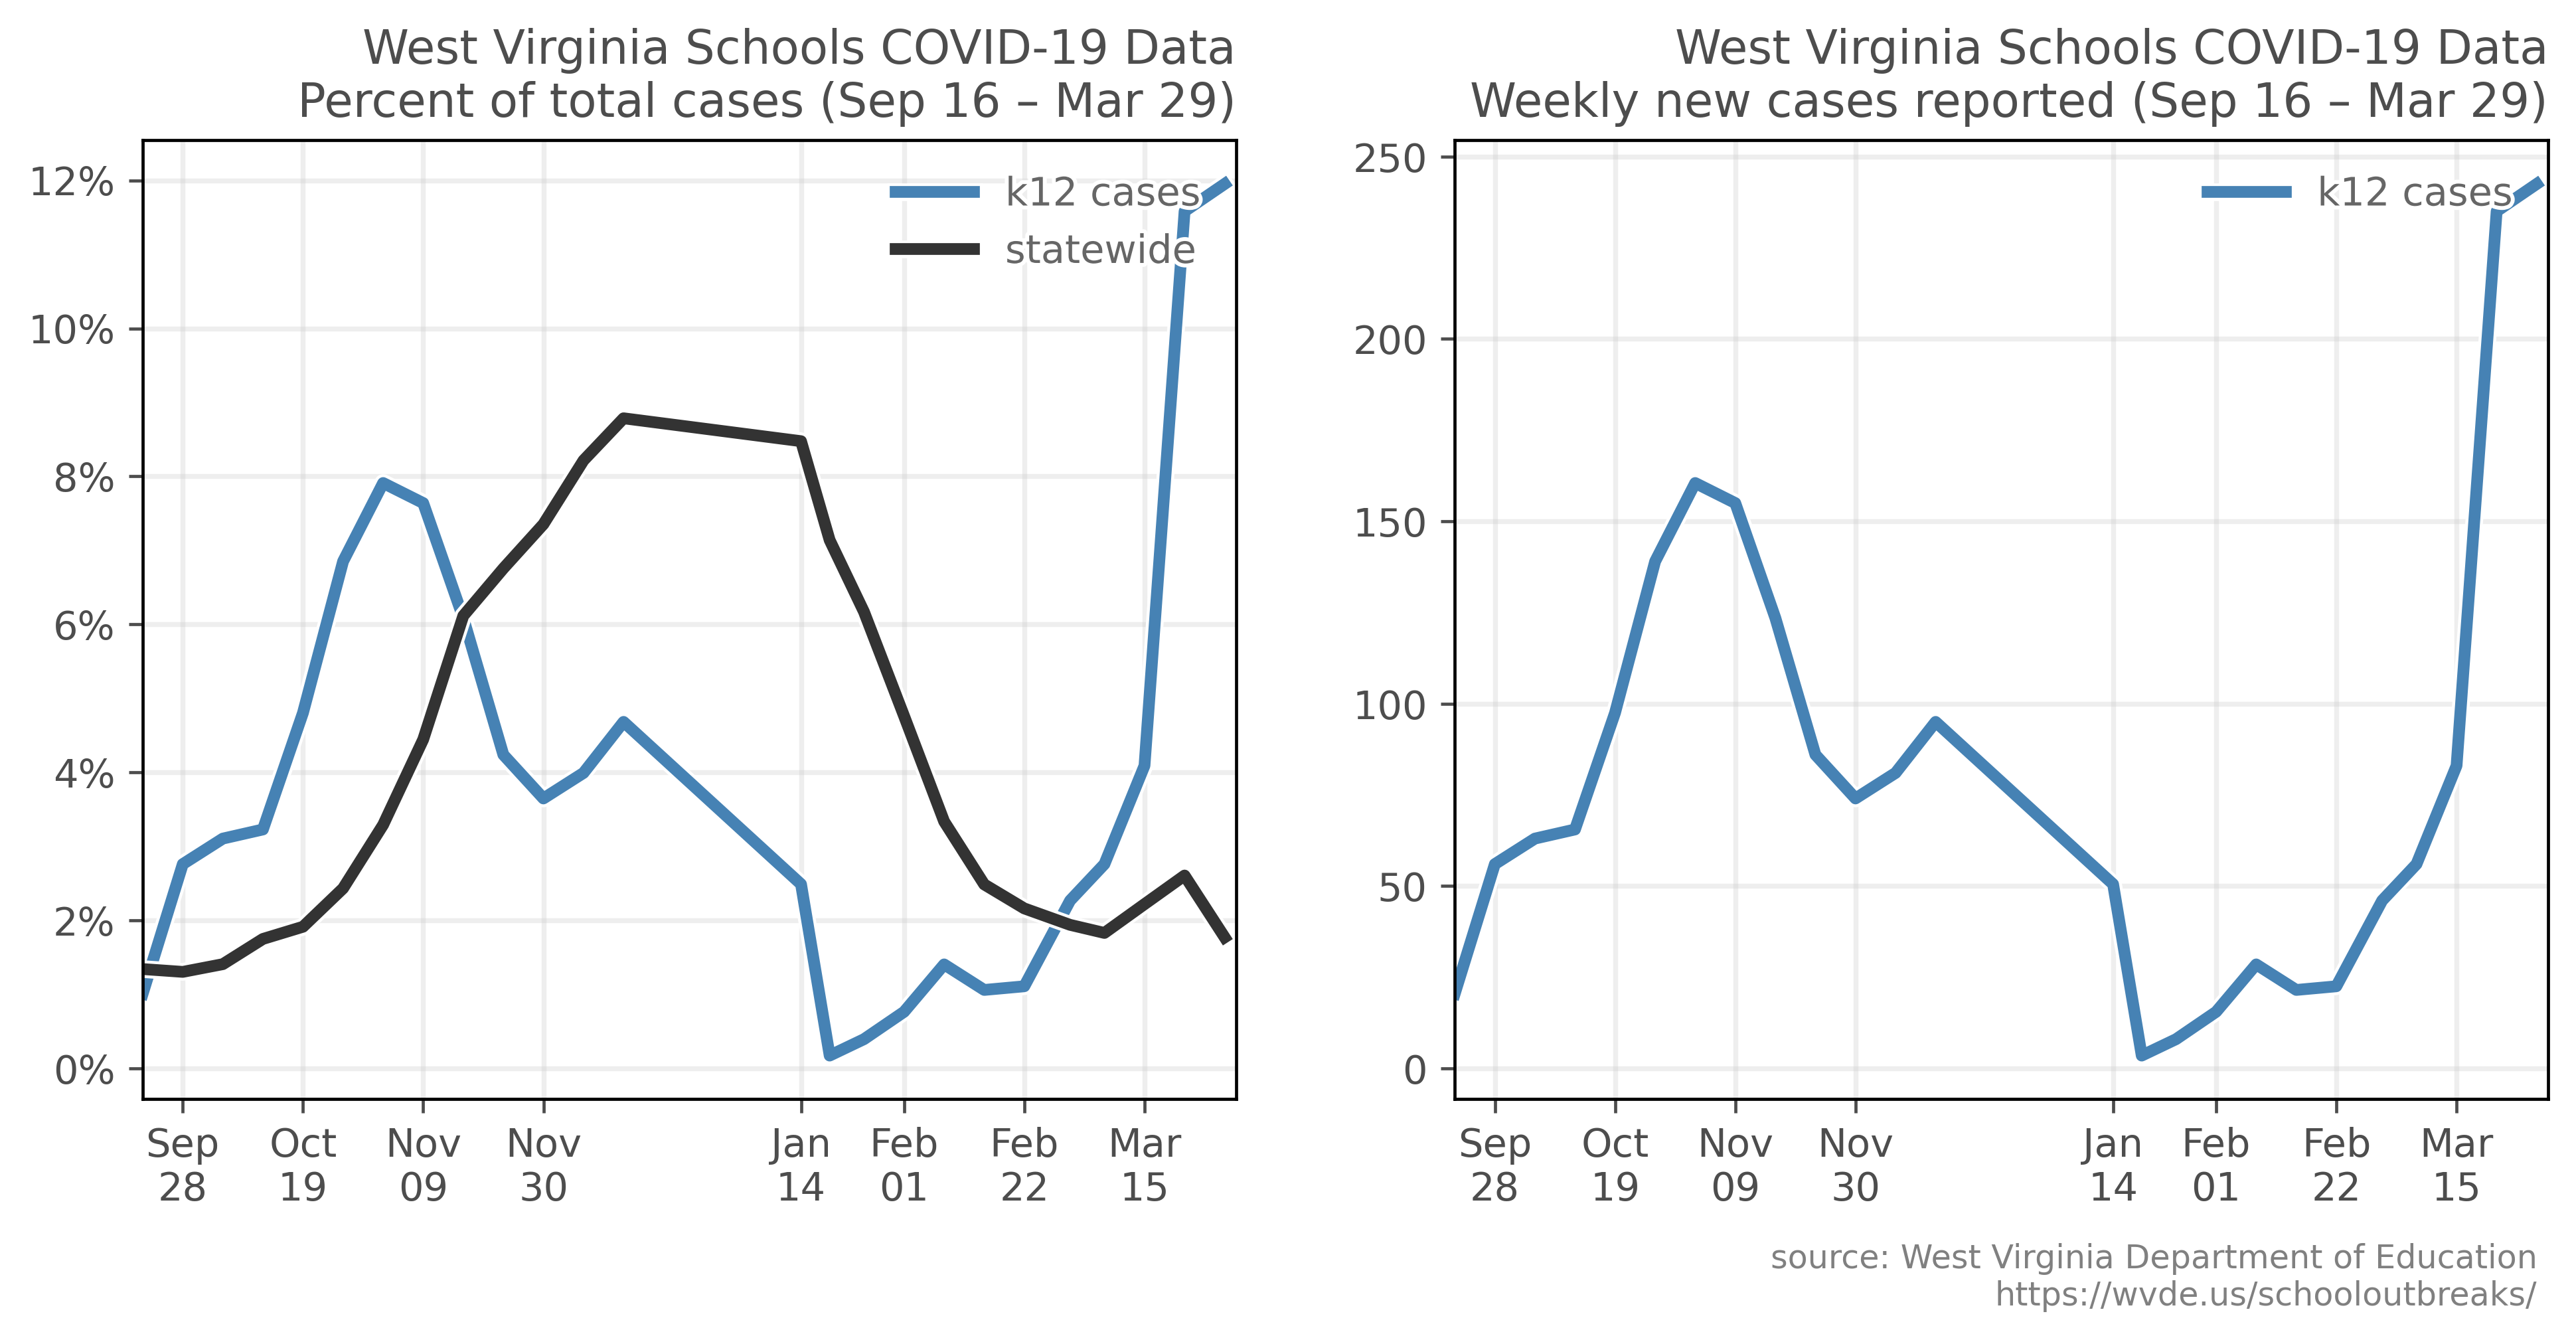 West Virginia Schools COVID-19 Data
Percent of total cases (Sep 16 – Mar 29)
12%
10%
8%
6%
4%
2%
0%
k12 cases
statewide
Sep
28
Oct
19
Nov
09
Nov
30
Jan
14
Feb
01
Feb
22
Mar
15
West Virginia Schools COVID-19 Data
Weekly new cases reported (Sep 16 – Mar 29)
250
200
150
100
50
0
k12 cases
Sep
28
Oct
19
Nov
09
Nov
30
Jan
14
Feb
01
Feb
22
Mar
15
source: West Virginia Department of Education
https://wvde.us/schooloutbreaks/